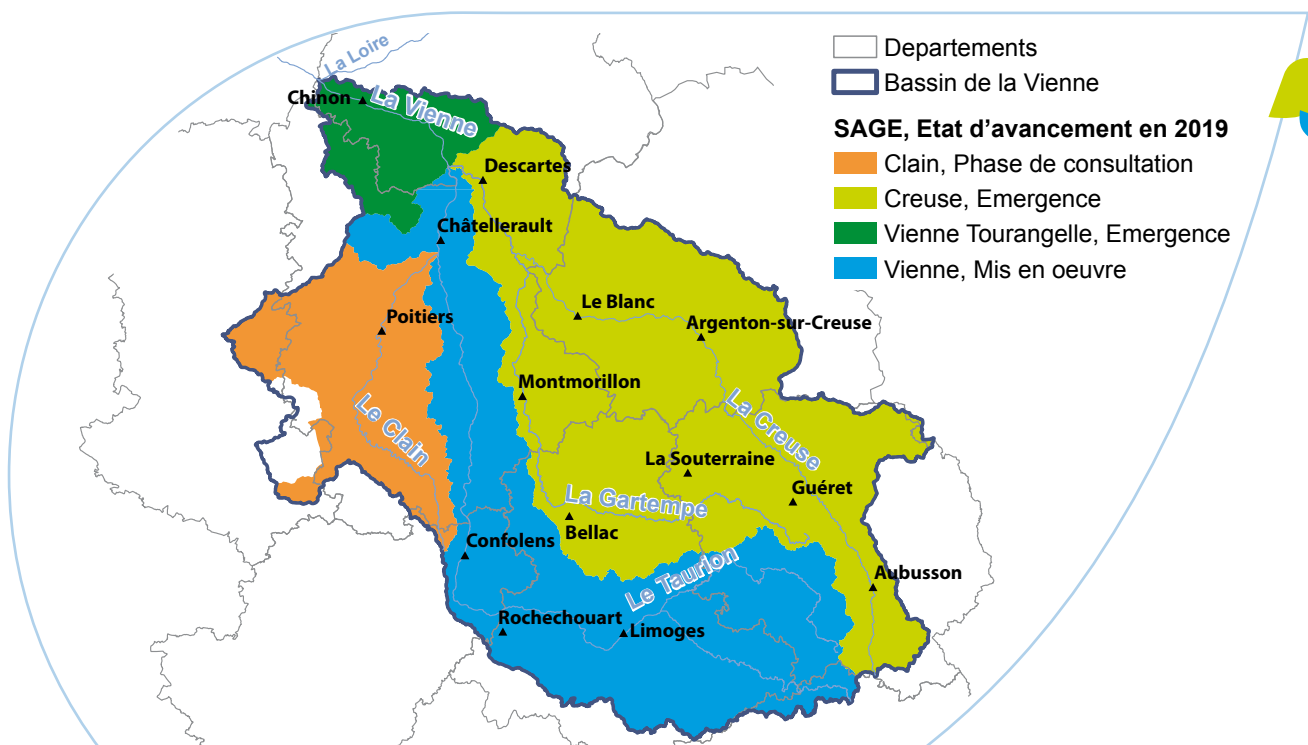 Departements
Bassin de la Vienne
SAGE, Etat d’avancement en 2019
Clain, Phase de consultation
Creuse, Emergence
Vienne Tourangelle, Emergence
Vienne, Mis en oeuvre
La Loire
Chinon
La Vienne
Descartes
Châtellerault
Le Blanc
Poitiers
Argenton-sur-Creuse
Montmorillon
La Creuse
Le Clain
La Souterraine
Guéret
La Gartempe
Bellac
Confolens
Le Taurion
Aubusson
Rochechouart
Limoges